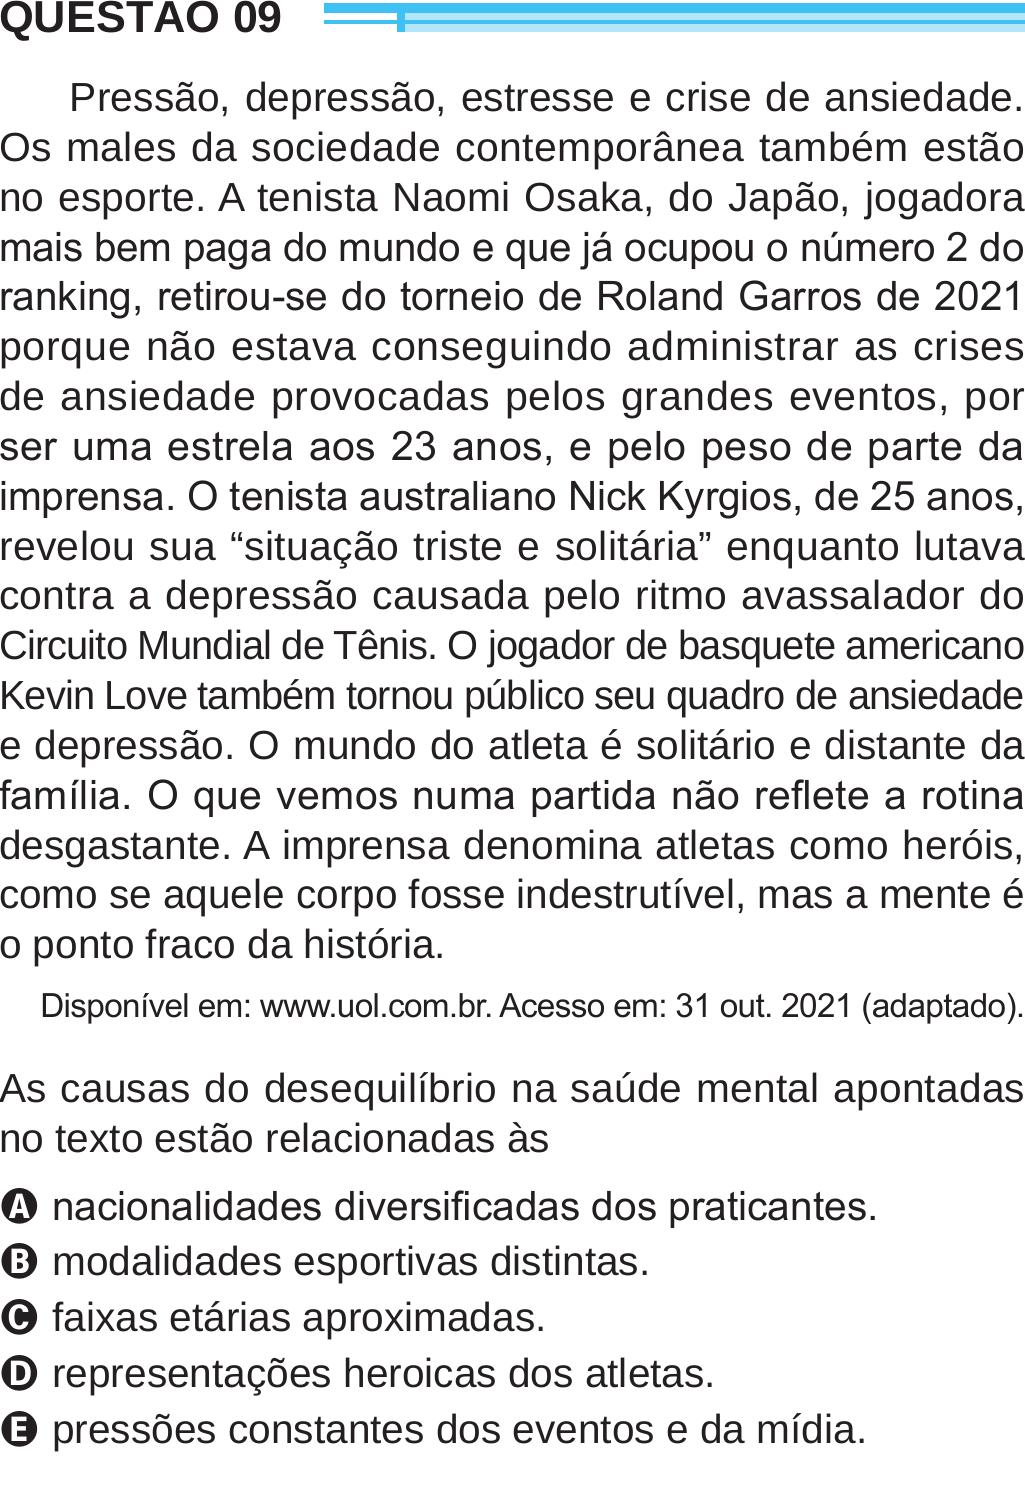 QUESTÃO 09
Pressão, depressão, estresse e crise de ansiedade.
Os males da sociedade contemporânea também estão
no esporte. A tenista Naomi Osaka, do Japão, jogadora
mais bem paga do mundo e que já ocupou o número 2 do
ranking, retirou-se do torneio de Roland Garros de 2021
porque não estava conseguindo administrar as crises
de ansiedade provocadas pelos grandes eventos, por
ser uma estrela aos 23 anos, e pelo peso de parte da
imprensa. O tenista australiano Nick Kyrgios, de 25 anos,
revelou sua “situação triste e solitária” enquanto lutava
contra a depressão causada pelo ritmo avassalador do
Circuito Mundial de Tênis. O jogador de basquete americano
Kevin Love também tornou público seu quadro de ansiedade
e depressão. O mundo do atleta é solitário e distante da
família. O que vemos numa partida não reflete a rotina
desgastante. A imprensa denomina atletas como heróis,
como se aquele corpo fosse indestrutível, mas a mente é
o ponto fraco da história.
Disponível em: www.uol.com.br. Acesso em: 31 out. 2021 (adaptado).
As causas do desequilíbrio na saúde mental apontadas
no texto estão relacionadas às
A nacionalidades diversificadas dos praticantes.
B modalidades esportivas distintas.
C faixas etárias aproximadas.
D representações heroicas dos atletas.
E pressões constantes dos eventos e da mídia.